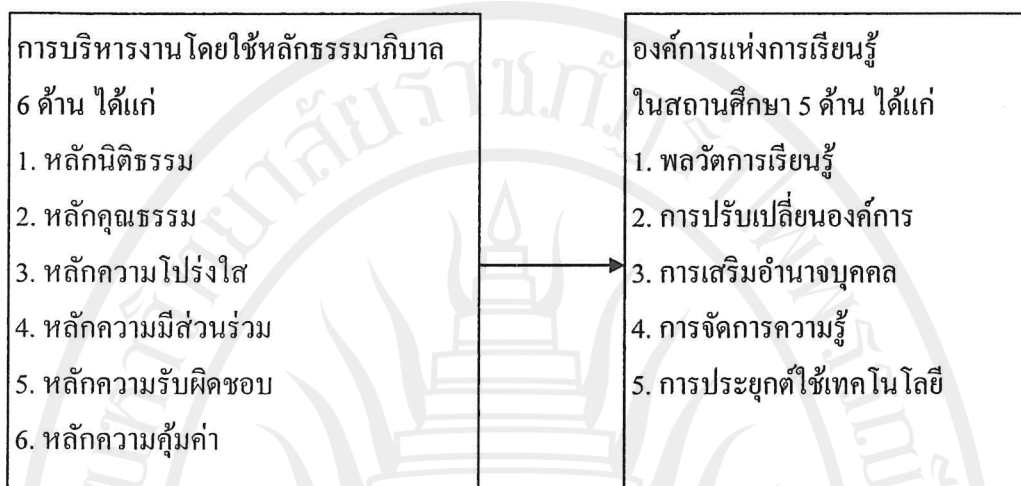 การบริหารงานโดยใช้หลักธรรมาภิบาล
6 ด้าน ได้แก่
1. หลักนิติธรรม
2. หลักคุณธรรม
3. หลักความโปร่งใส
4. หลักความมีส่วนร่วม
5. หลักความรับผิดชอบ
6. หลักความคุ้มค่า
องค์การแห่งการเรียนรู้
ในสถานศึกษา 5 ด้าน ได้แก่
1. พลวัตการเรียนรู้
2. การปรับเปลี่ยนองค์การ
3. การเสริมอำนาจบุคคล
4. การจัดการความรู้
5. การประยุกต์ใช้เทคโนโลยี